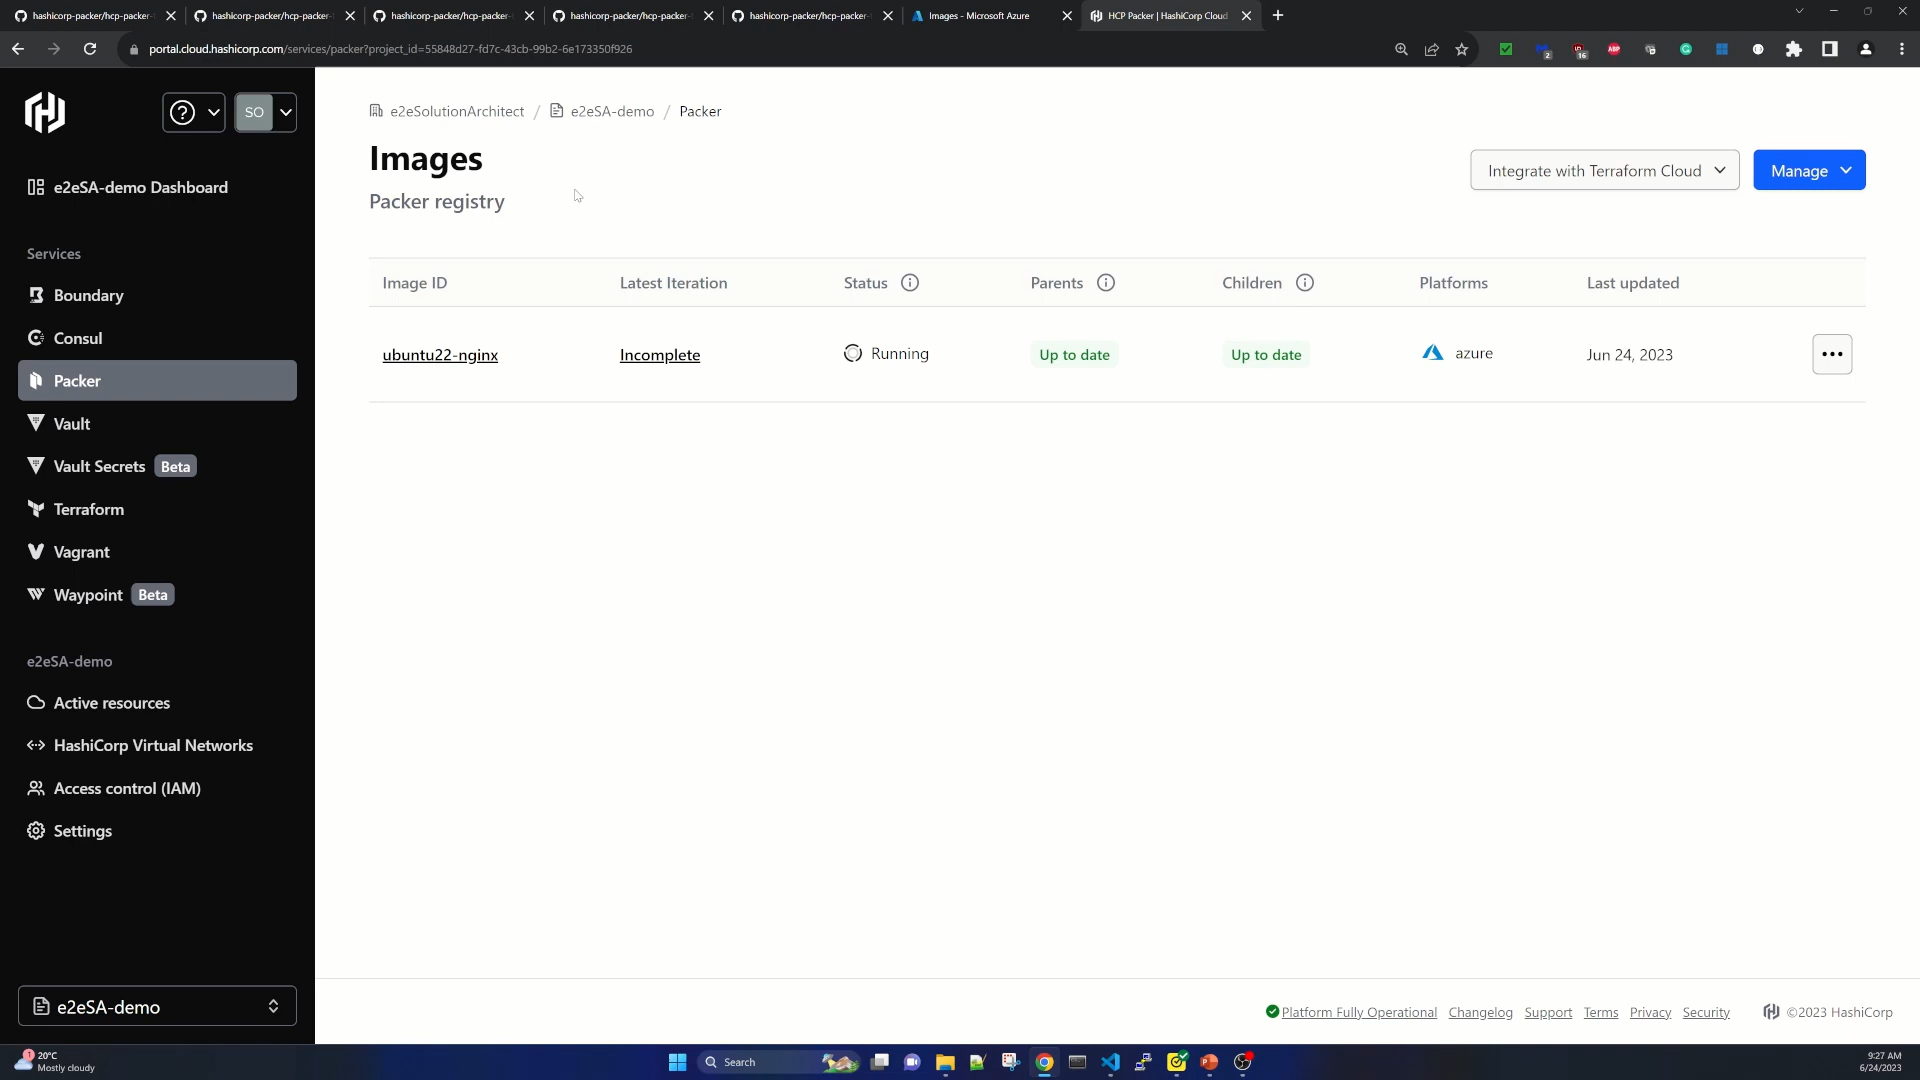 hashicorp-packer/hcp-packer-
hashicorp-packer/hcp-packer-
hashicorp-packer/hcp-packer-
hashicorp-packer/hcp-packer-
hashicorp-packer/hcp-packer-
Images - Microsoft Azure
HCP Packer | HashiCorp Cloud
portal.cloud.hashicorp.com/services/packer?project_id=55848d27-fd7c-43cb-99b2-6e173350f926
2
16
ABP
SO
e2eSA-demo Dashboard
Services
Boundary
Consul
Packer
Vault
Vault Secrets Beta
Terraform
Vagrant
Waypoint Beta
e2eSA-demo
Active resources
HashiCorp Virtual Networks
Access control (IAM)
Settings
e2eSA-demo
e2eSolutionArchitect / e2eSA-demo / Packer
Images
Packer registry
Integrate with Terraform Cloud
Manage
Image ID Latest Iteration Status Parents Children Platforms Last updated
ubuntu22-nginx Incomplete Running Up to date Up to date azure Jun 24, 2023
Platform Fully Operational Changelog Support Terms Privacy Security ©2023 HashiCorp
1
20°C
Mostly cloudy
Search
9:27 AM
6/24/2023